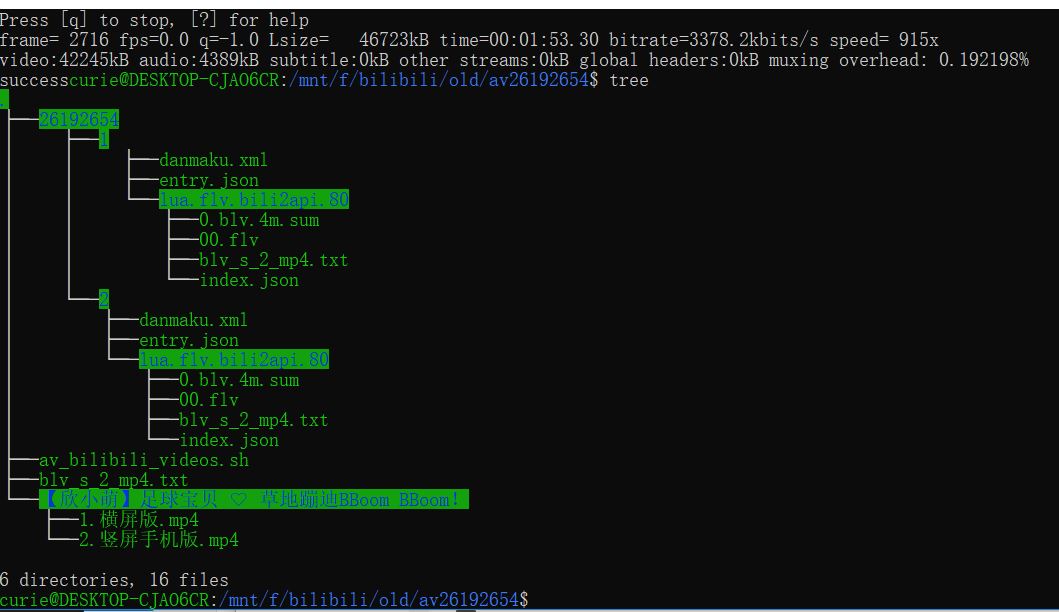 Press [q] to stop, [?] for help
frame= 2716 fps=0.0 q=-1.0 Lsize=   46723kB time=00:01:53.30 bitrate=3378.2kbits/s speed= 915x
video:42245kB audio:4389kB subtitle:0kB other streams:0kB global headers:0kB muxing overhead: 0.192198%
successcurie@DESKTOP-CJAO6CR:/mnt/f/bilibili/old/av26192654$ tree
.
├──26192654
│   ├──1
│   │   ├──danmaku.xml
│   │   ├──entry.json
│   │   └──lua.flv.bili2api.80
│   │       ├──0.blv.4m.sum
│   │       ├──00.flv
│   │       ├──blv_s_2_mp4.txt
│   │       └──index.json
│   └──2
│       ├──danmaku.xml
│       ├──entry.json
│       └──lua.flv.bili2api.80
│           ├──0.blv.4m.sum
│           ├──00.flv
│           ├──blv_s_2_mp4.txt
│           └──index.json
├──av_bilibili_videos.sh
├──blv_s_2_mp4.txt
└──【欣小萌】足球宝贝 ♡ 草地蹦迪BBoom BBoom!
    ├──1.横屏版.mp4
    └──2.竖屏手机版.mp4
6 directories, 16 files
curie@DESKTOP-CJAO6CR:/mnt/f/bilibili/old/av26192654$